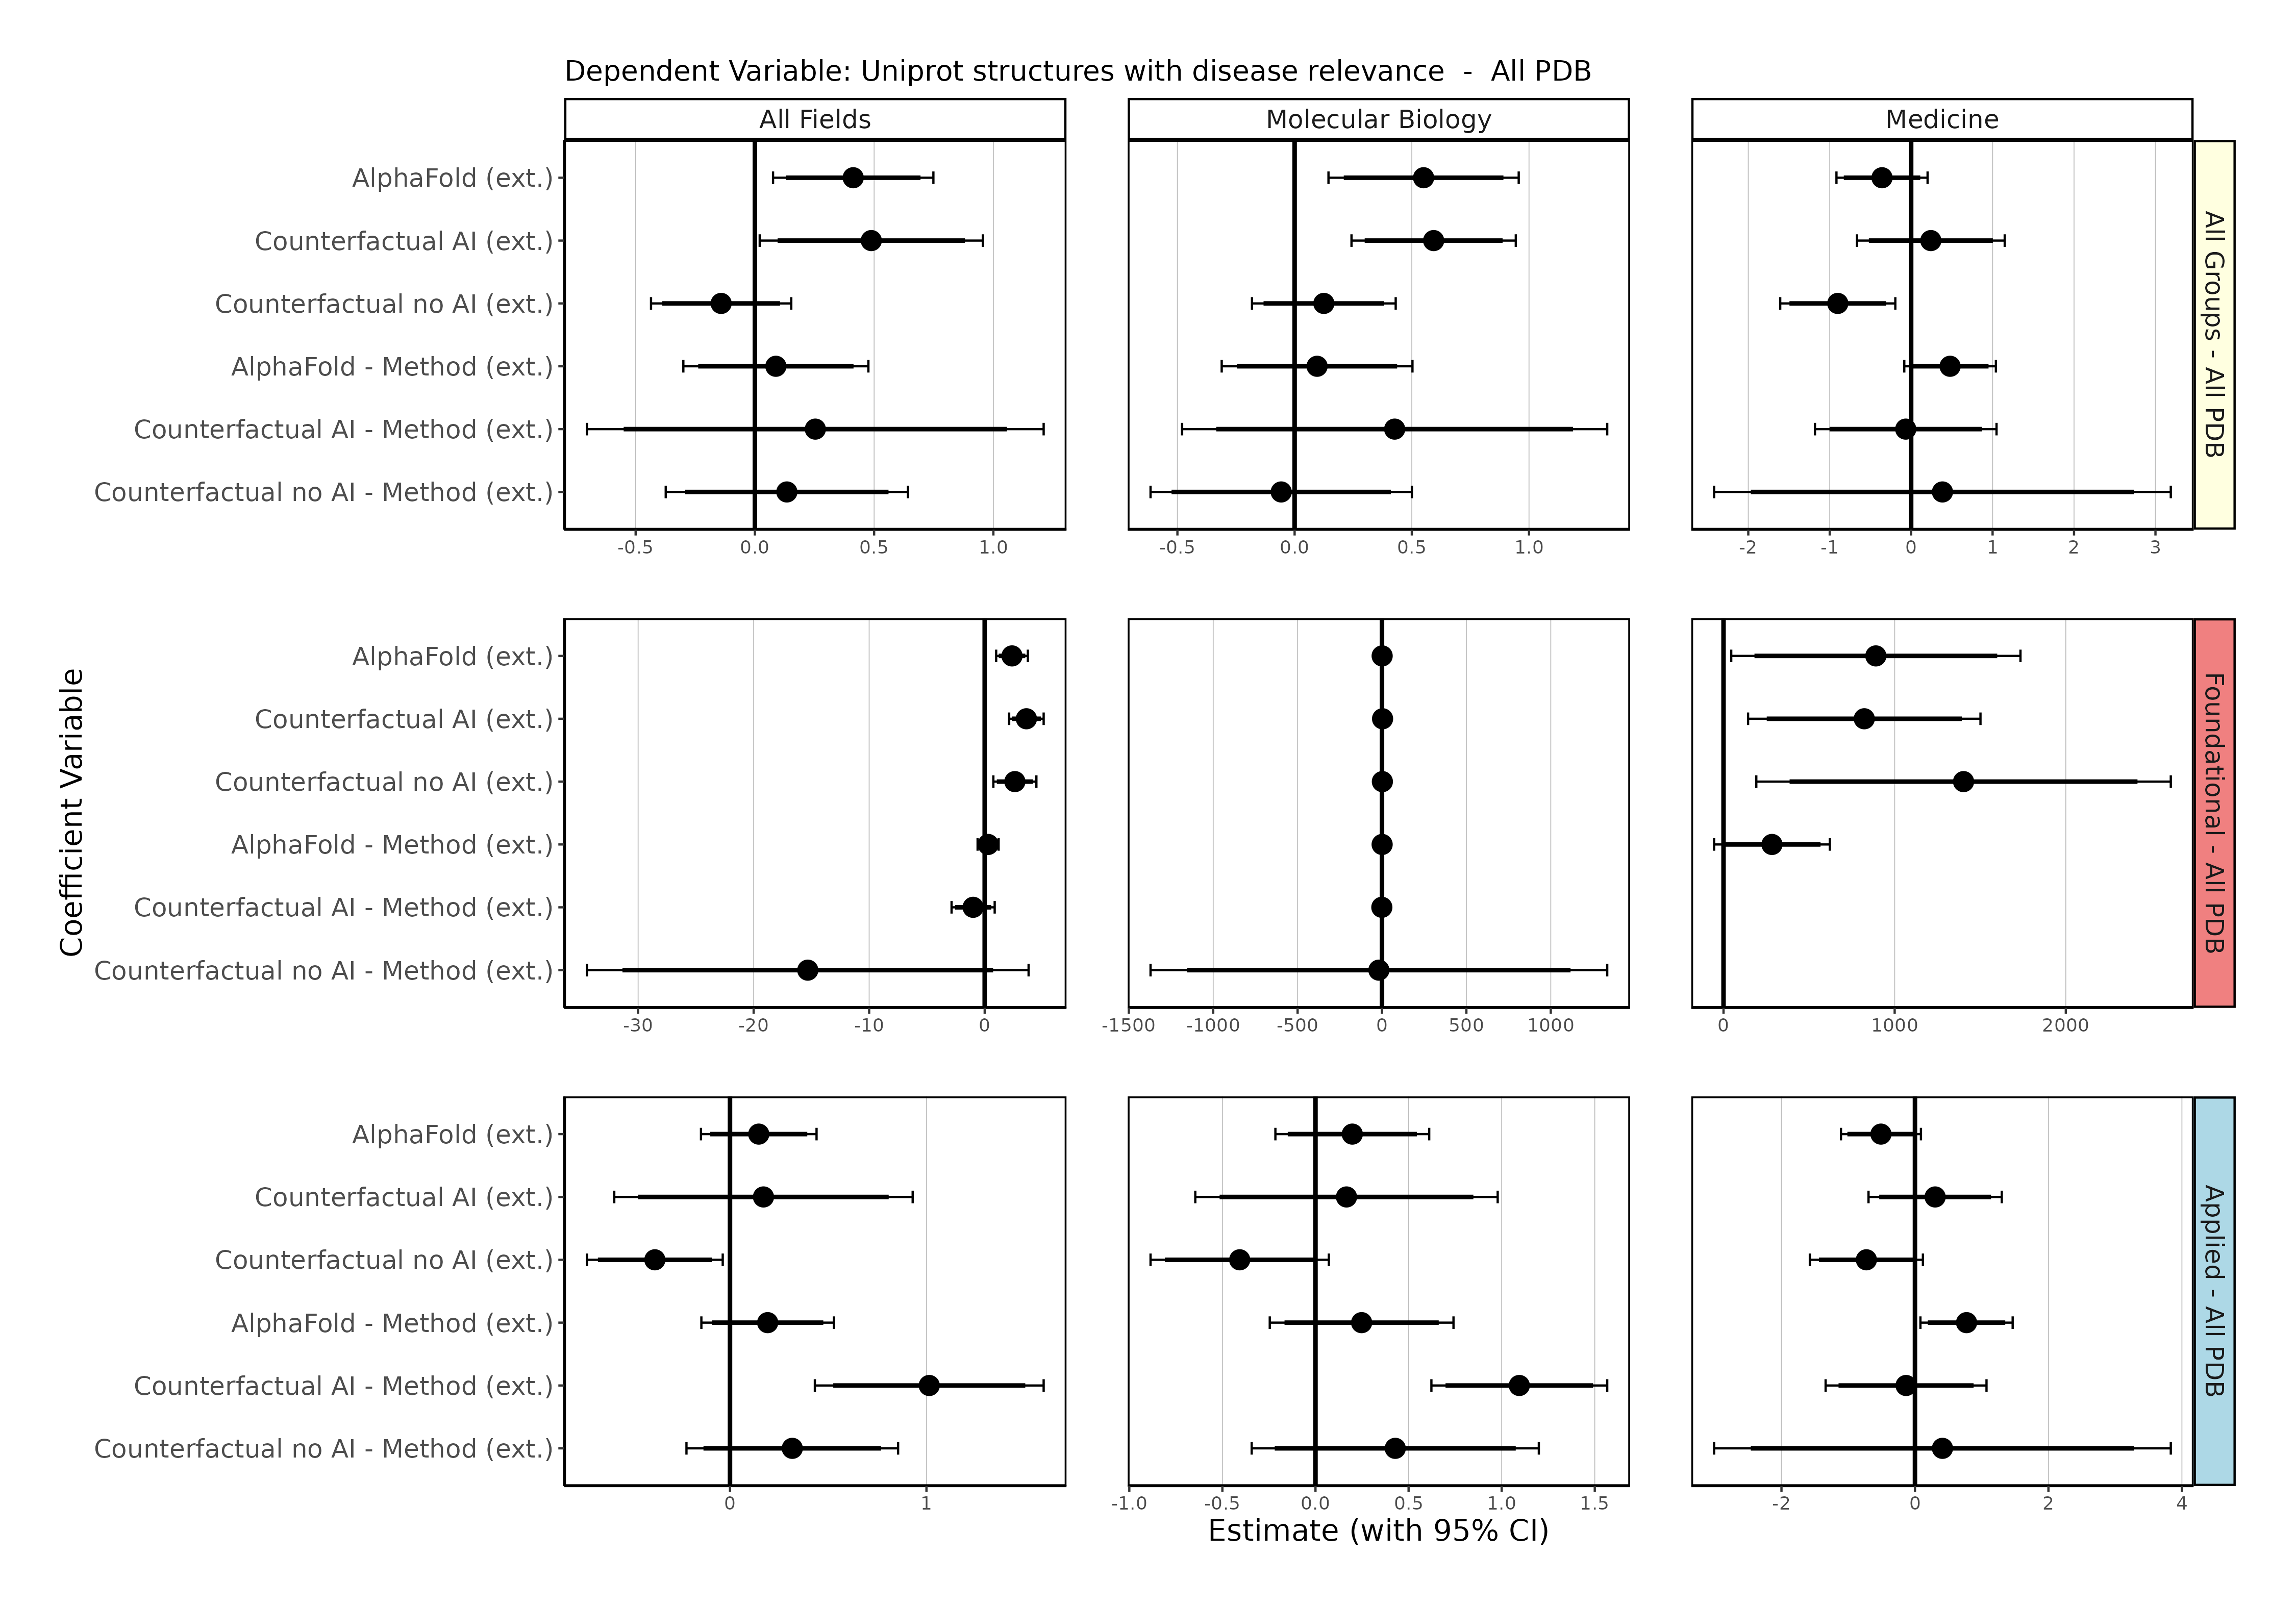 Dependent Variable: Uniprot structures with disease relevance - All PDB
All Fields
Molecular Biology
Medicine
AlphaFold (ext.)
Counterfactual AI (ext.)
Counterfactual no AI (ext.)
AlphaFold - Method (ext.)
Counterfactual AI - Method (ext.)
Counterfactual no AI - Method (ext.)
-0.5 0.0 0.5 1.0
-0.5 0.0 0.5 1.0
-2 -1 0 1 2 3
All Groups - All PDB
Coefficient Variable
AlphaFold (ext.)
Counterfactual AI (ext.)
Counterfactual no AI (ext.)
AlphaFold - Method (ext.)
Counterfactual AI - Method (ext.)
Counterfactual no AI - Method (ext.)
-30 -20 -10 0
-1500 -1000 -500 0 500 1000
0 1000 2000
Foundational - All PDB
AlphaFold (ext.)
Counterfactual AI (ext.)
Counterfactual no AI (ext.)
AlphaFold - Method (ext.)
Counterfactual AI - Method (ext.)
Counterfactual no AI - Method (ext.)
0 1
-1.0 -0.5 0.0 0.5 1.0 1.5
-2 0 2 4
Applied - All PDB
Estimate (with 95% CI)